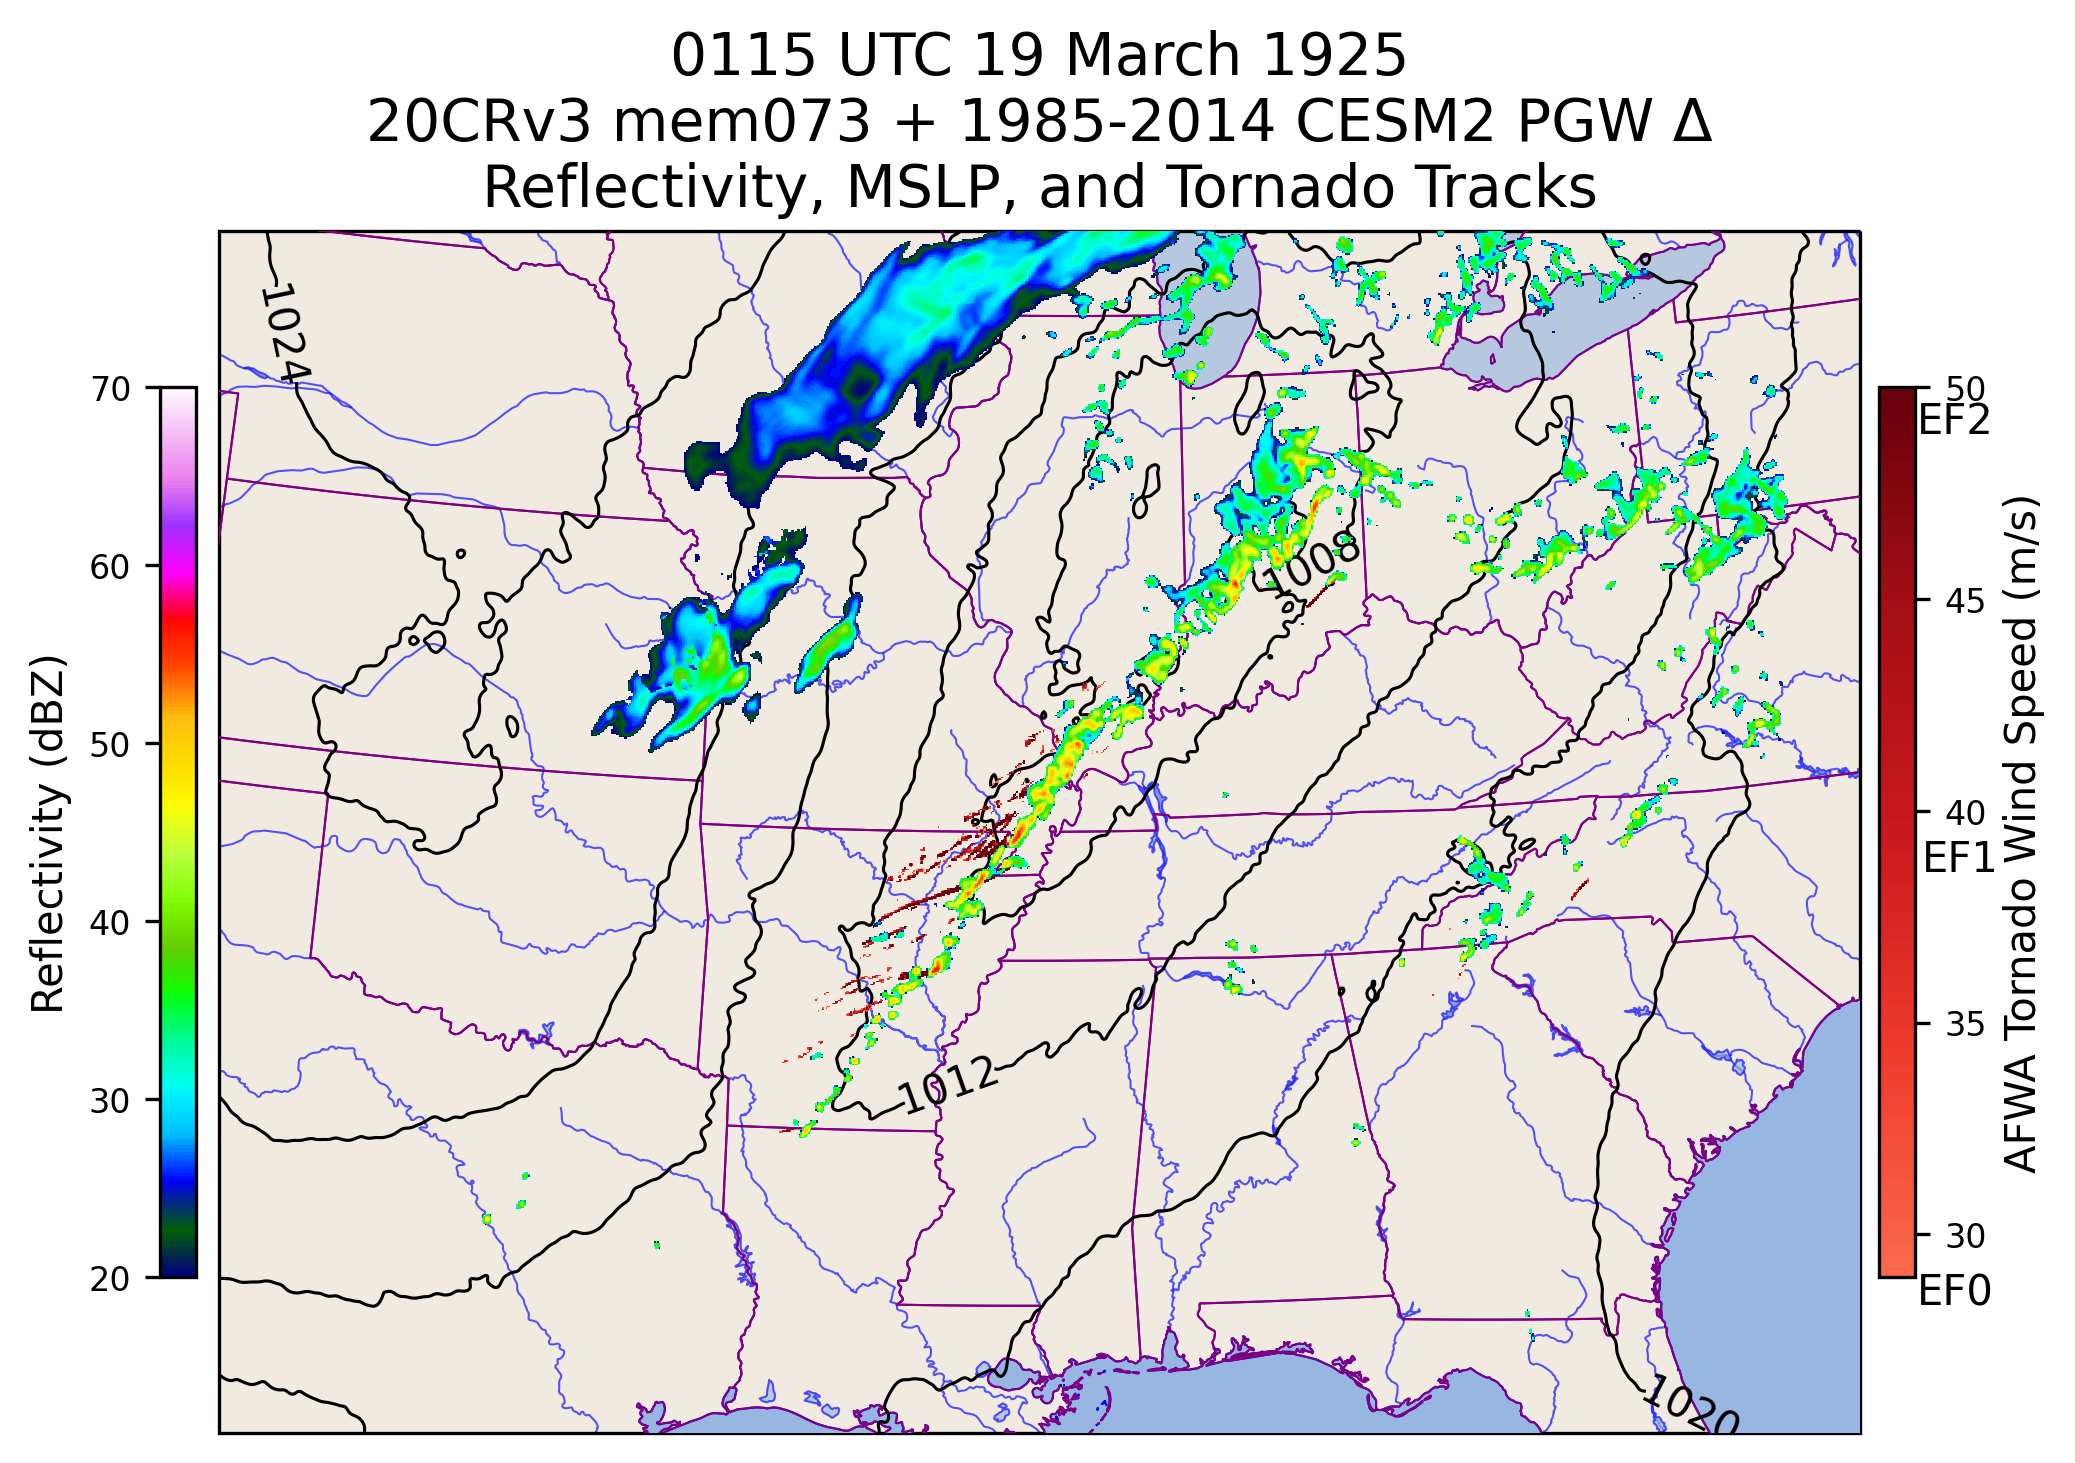 0115 UTC 19 March 1925
20CRv3 mem073 + 1985-2014 CESM2 PGW Δ
Reflectivity, MSLP, and Tornado Tracks
1024
1008
1012
1020
70
60
50
40
30
20
Reflectivity (dBZ)
50
EF2
45
40
EF1
35
30
EF0
AFWA Tornado Wind Speed (m/s)